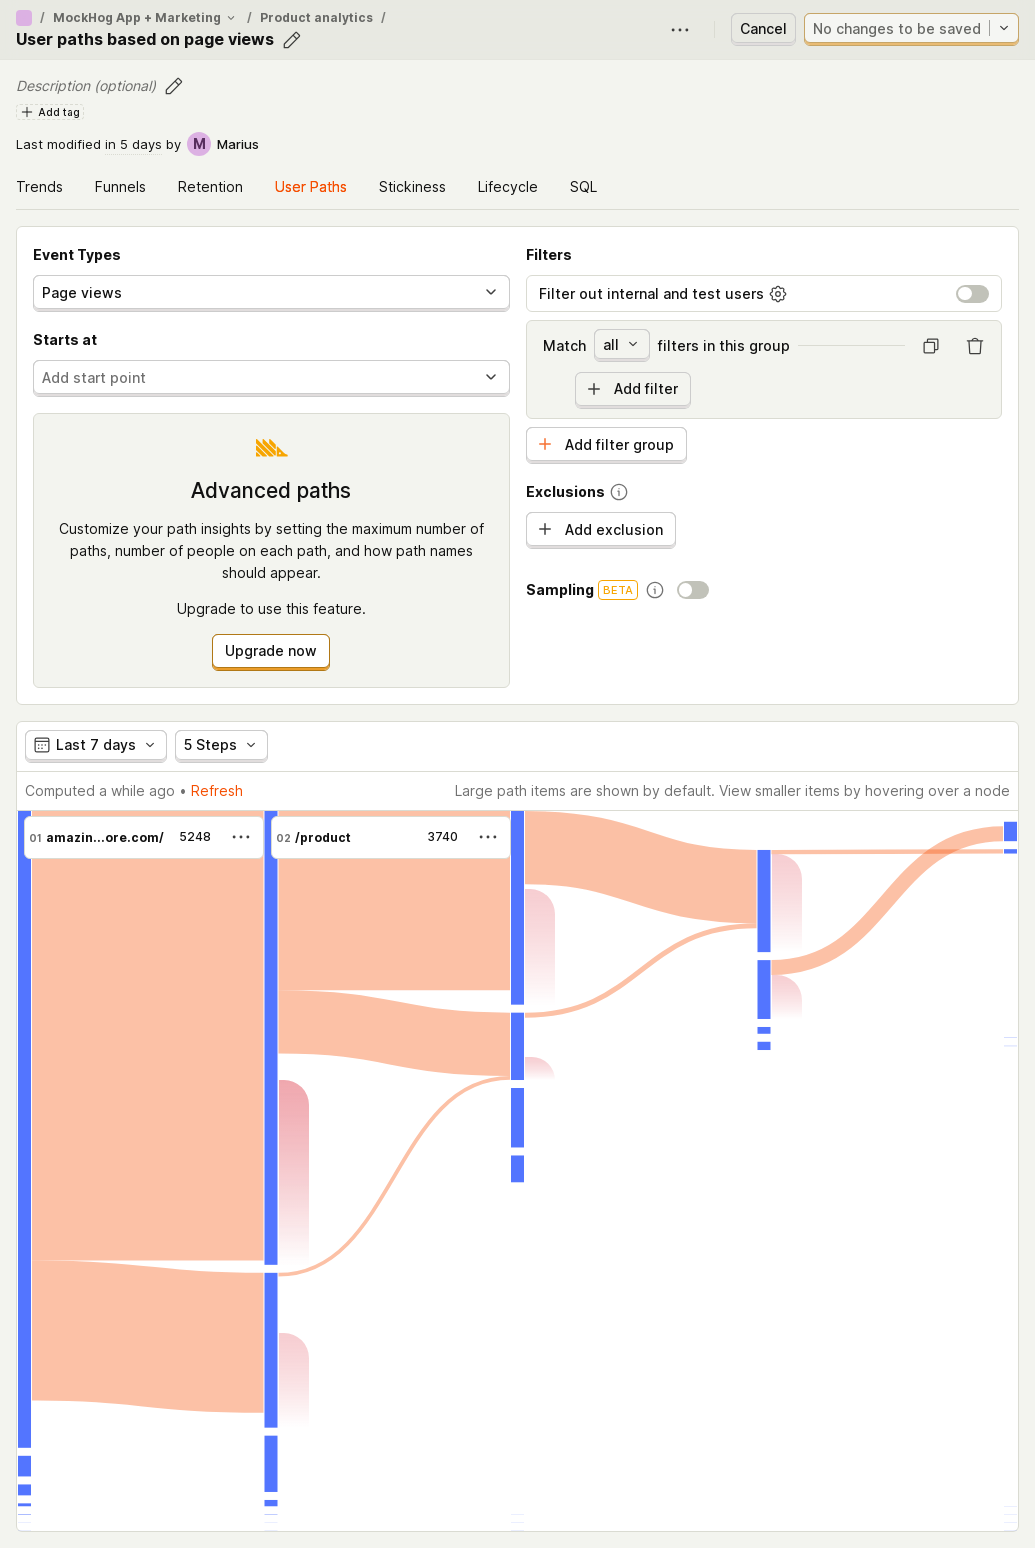 / MockHog App + Marketing / Product analytics /
User paths based on page views
Cancel
No changes to be saved
Description (optional)
Add tag
Last modified in 5 days by M Marius
Trends Funnels Retention User Paths Stickiness Lifecycle SQL
Event Types
Page views
Starts at
Add start point
Advanced paths
Customize your path insights by setting the maximum number of
paths, number of people on each path, and how path names
should appear.
Upgrade to use this feature.
Upgrade now
Filters
Filter out internal and test users
Match all filters in this group
Add filter
Add filter group
Exclusions
Add exclusion
Sampling BETA
Last 7 days
5 Steps
Computed a while ago • Refresh
Large path items are shown by default. View smaller items by hovering over a node
01 amazin...ore.com/ 5248
02 /product 3740